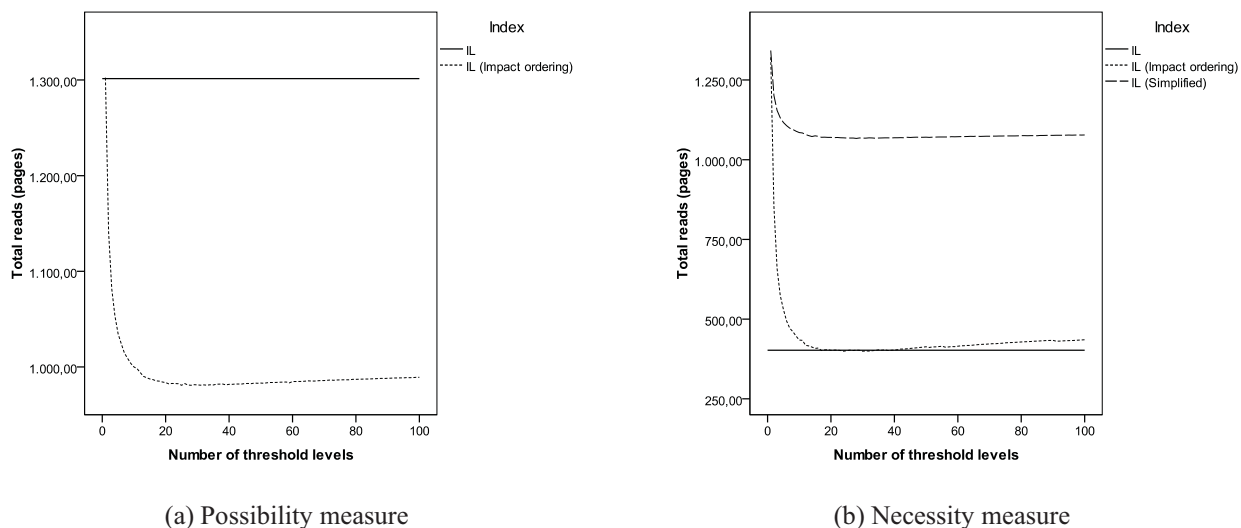 Index
IL
IL (Impact ordering)
1.300,00
1.200,00
1.100,00
1.000,00
Total reads (pages)
0 20 40 60 80 100
Number of threshold levels
(a) Possibility measure
Index
IL
IL (Impact ordering)
IL (Simplified)
1.250,00
1.000,00
750,00
500,00
250,00
Total reads (pages)
0 20 40 60 80 100
Number of threshold levels
(b) Necessity measure